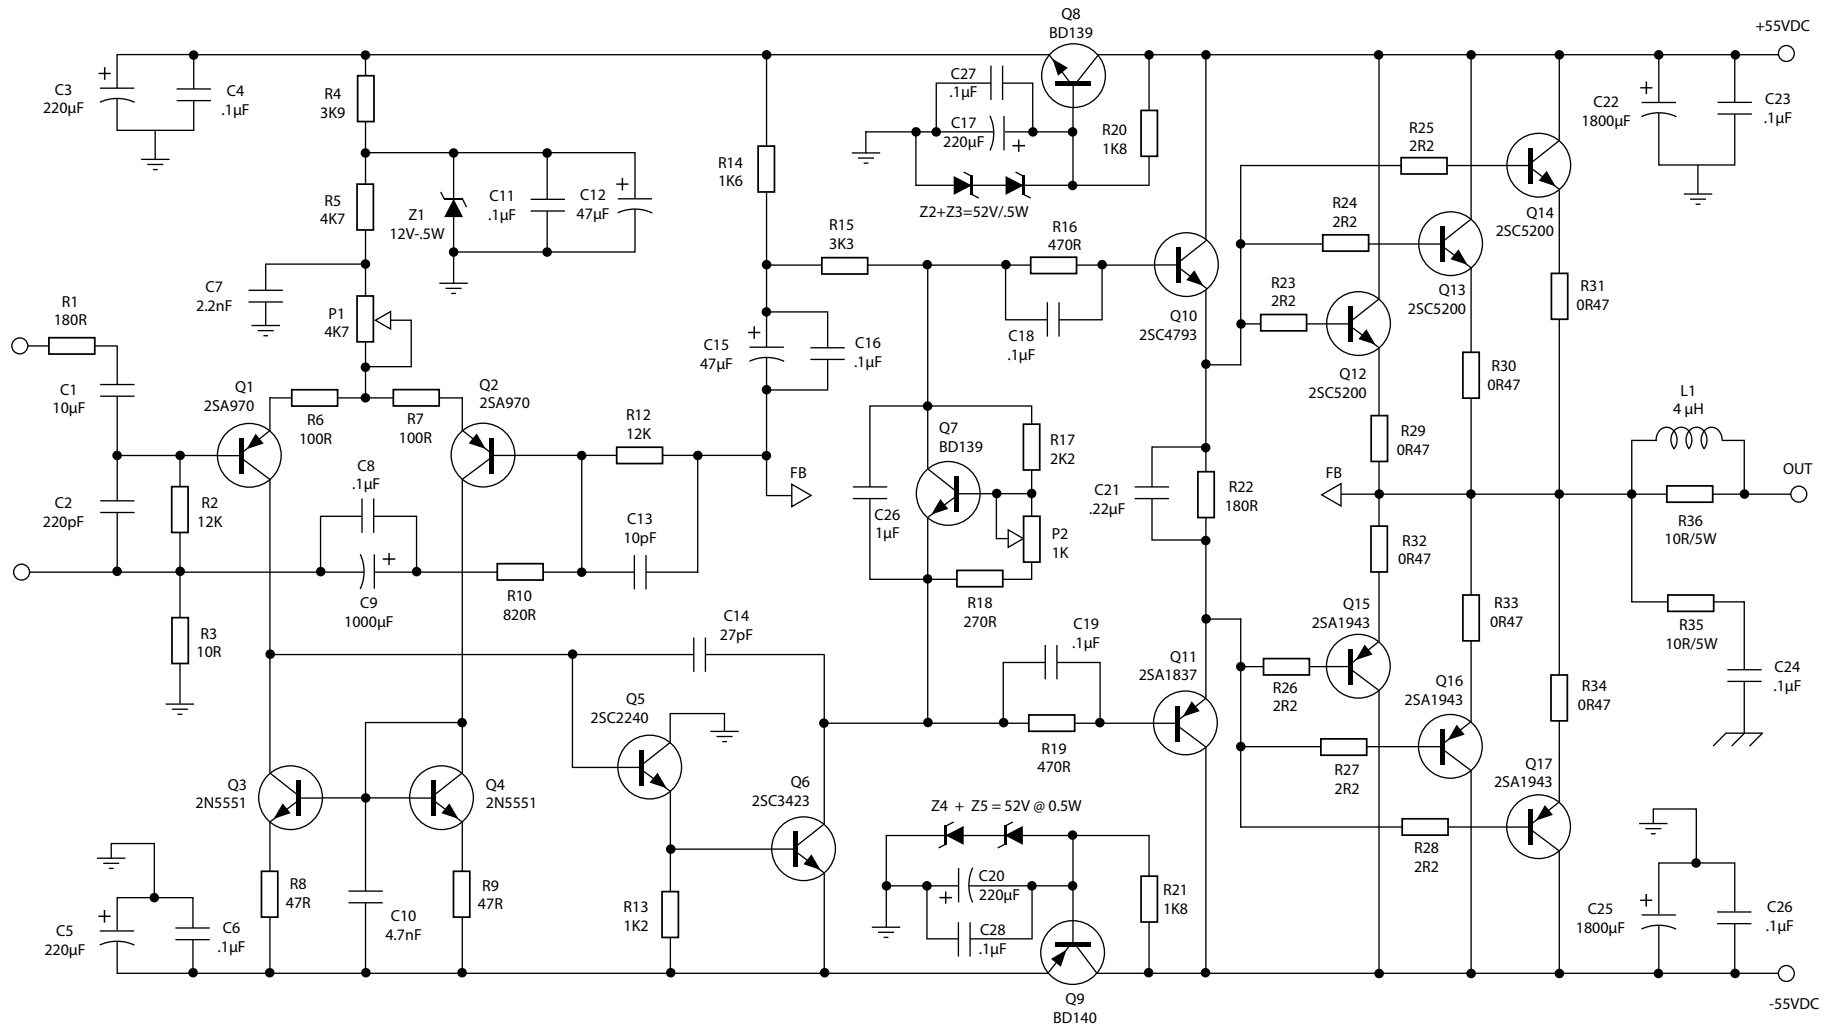 Q8
BD139
+55VDC
C3
220µF
+
C4
.1µF
R4
3K9
C27
.1µF
C17
220µF
+
R20
1K8
R25
2R2
C22
1800µF
+
C23
.1µF
R14
1K6
Z2+Z3=52V/.5W
R5
4K7
Z1
12V-.5W
C11
.1µF
C12
47µF
+
R15
3K3
R16
470R
R24
2R2
Q14
2SC5200
C7
2.2nF
R1
180R
P1
4K7
C18
.1µF
Q10
2SC4793
R23
2R2
Q13
2SC5200
R31
0R47
C15
47µF
+
C16
.1µF
Q12
2SC5200
R30
0R47
C1
10µF
Q1
2SA970
R6
100R
R7
100R
Q2
2SA970
R12
12K
Q7
BD139
R17
2K2
R29
0R47
L1
4 µH
C2
220pF
R2
12K
C8
.1µF
FB
C13
10pF
C26
1µF
P2
1K
C21
.22µF
R22
180R
FB
R32
0R47
R36
10R/5W
OUT
+
C9
1000µF
R10
820R
R18
270R
R3
10R
C14
27pF
C19
.1µF
Q11
2SA1837
Q15
2SA1943
R33
0R47
R35
10R/5W
C24
.1µF
Q5
2SC2240
R19
470R
R26
2R2
Q16
2SA1943
R34
0R47
Q3
2N5551
Q4
2N5551
Q6
2SC3423
Z4 + Z5 = 52V @ 0.5W
R27
2R2
Q17
2SA1943
R28
2R2
C5
220µF
+
C6
.1µF
R8
47R
C10
4.7nF
R9
47R
R13
1K2
C20
220µF
+
C28
.1µF
R21
1K8
C25
1800µF
+
C26
.1µF
Q9
BD140
-55VDC